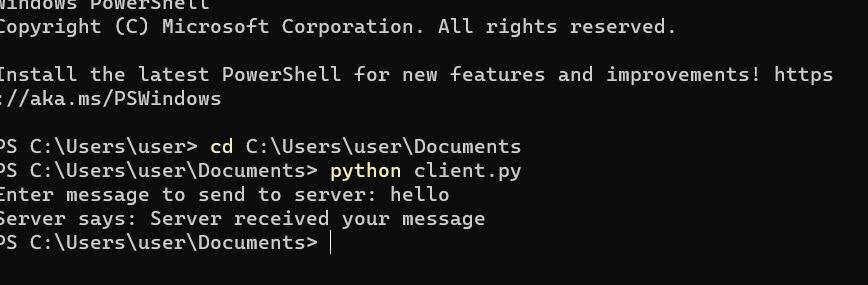 Windows PowerShell
Copyright (C) Microsoft Corporation. All rights reserved.
Install the latest PowerShell for new features and improvements! https
://aka.ms/PSWindows
PS C:\Users\user> cd C:\Users\user\Documents
PS C:\Users\user\Documents> python client.py
Enter message to send to server: hello
Server says: Server received your message
PS C:\Users\user\Documents>